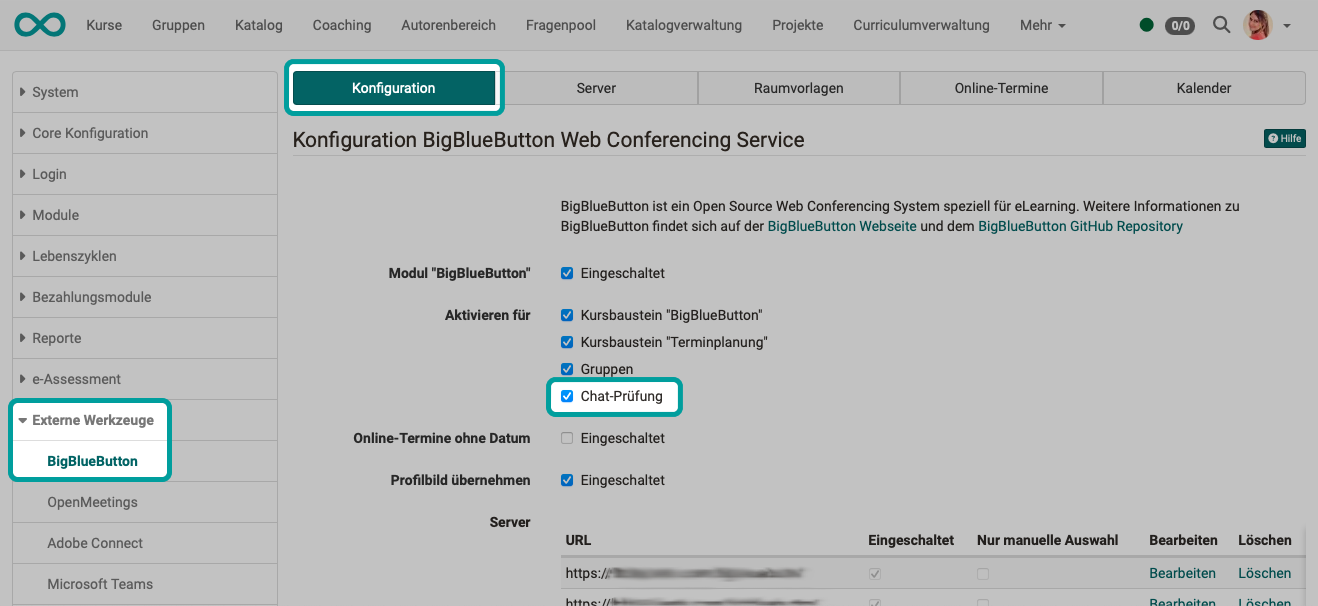 Kurse Gruppen Katalog Coaching Autorenbereich Fragenpool Katalogverwaltung Projekte Curriculumverwaltung Mehr 0/0
System
Core Konfiguration
Login
Module
Lebenszyklen
Bezahlungsmodule
Reporte
e-Assessment
Externe Werkzeuge
BigBlueButton
OpenMeetings
Adobe Connect
Microsoft Teams
Konfiguration Server Raumvorlagen Online-Termine Kalender
Konfiguration BigBlueButton Web Conferencing Service
Hilfe
BigBlueButton ist ein Open Source Web Conferencing System speziell für eLearning. Weitere Informationen zu
BigBlueButton findet sich auf der BigBlueButton Webseite und dem BigBlueButton GitHub Repository
Modul "BigBlueButton" Eingeschaltet
Aktivieren für Kursbaustein "BigBlueButton"
Kursbaustein "Terminplanung"
Gruppen
Chat-Prüfung
Online-Termine ohne Datum Eingeschaltet
Profilbild übernehmen Eingeschaltet
Server
URL Eingeschaltet Nur manuelle Auswahl Bearbeiten Löschen
https:// Bearbeiten Löschen
https:// Bearbeiten Löschen